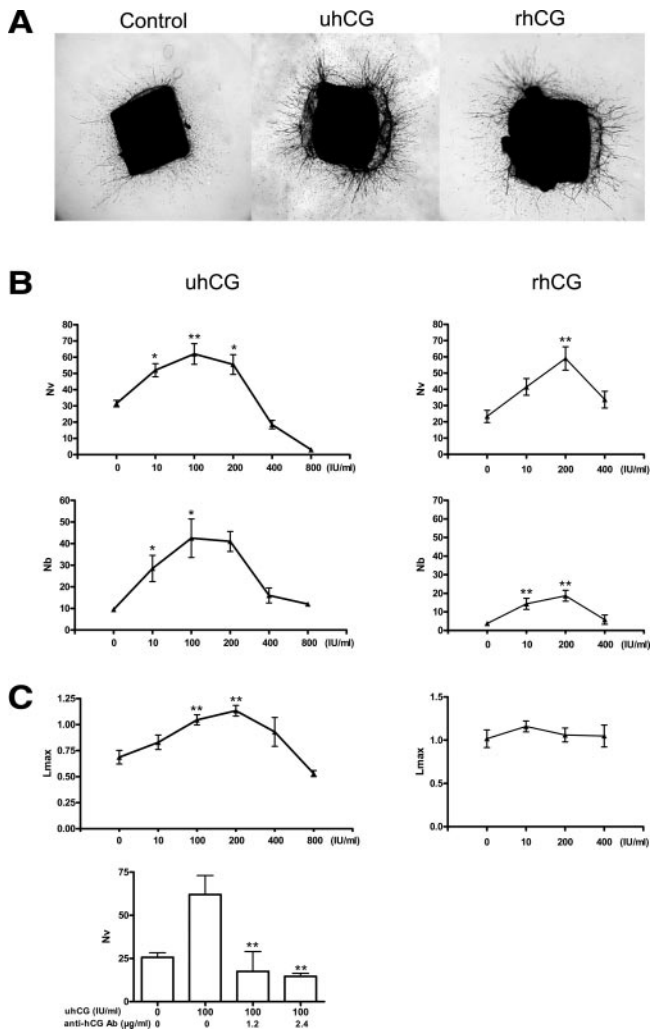 A
Control
uhCG
rhCG
B
uhCG
rhCG
80
70
60
50
40
30
20
10
0
Nv
*
**
*
0 10 100 200 400 800 (IU/ml)
80
70
60
50
40
30
20
10
0
Nv
**
0 10 200 400 (IU/ml)
60
50
40
30
20
10
0
Nb
*
*
0 10 100 200 400 800 (IU/ml)
70
60
50
40
30
20
10
0
Nb
**
**
0 10 200 400 (IU/ml)
C
1.25
1.00
0.75
0.50
0.25
0.00
Lmax
**
**
0 10 100 200 400 800 (IU/ml)
1.5
1.0
0.5
0.0
Lmax
0 10 200 400 (IU/ml)
75
50
25
0
Nv
**
**
uhCG (IU/ml) 0 100 100 100
anti-hCG Ab (µg/ml) 0 0 1.2 2.4